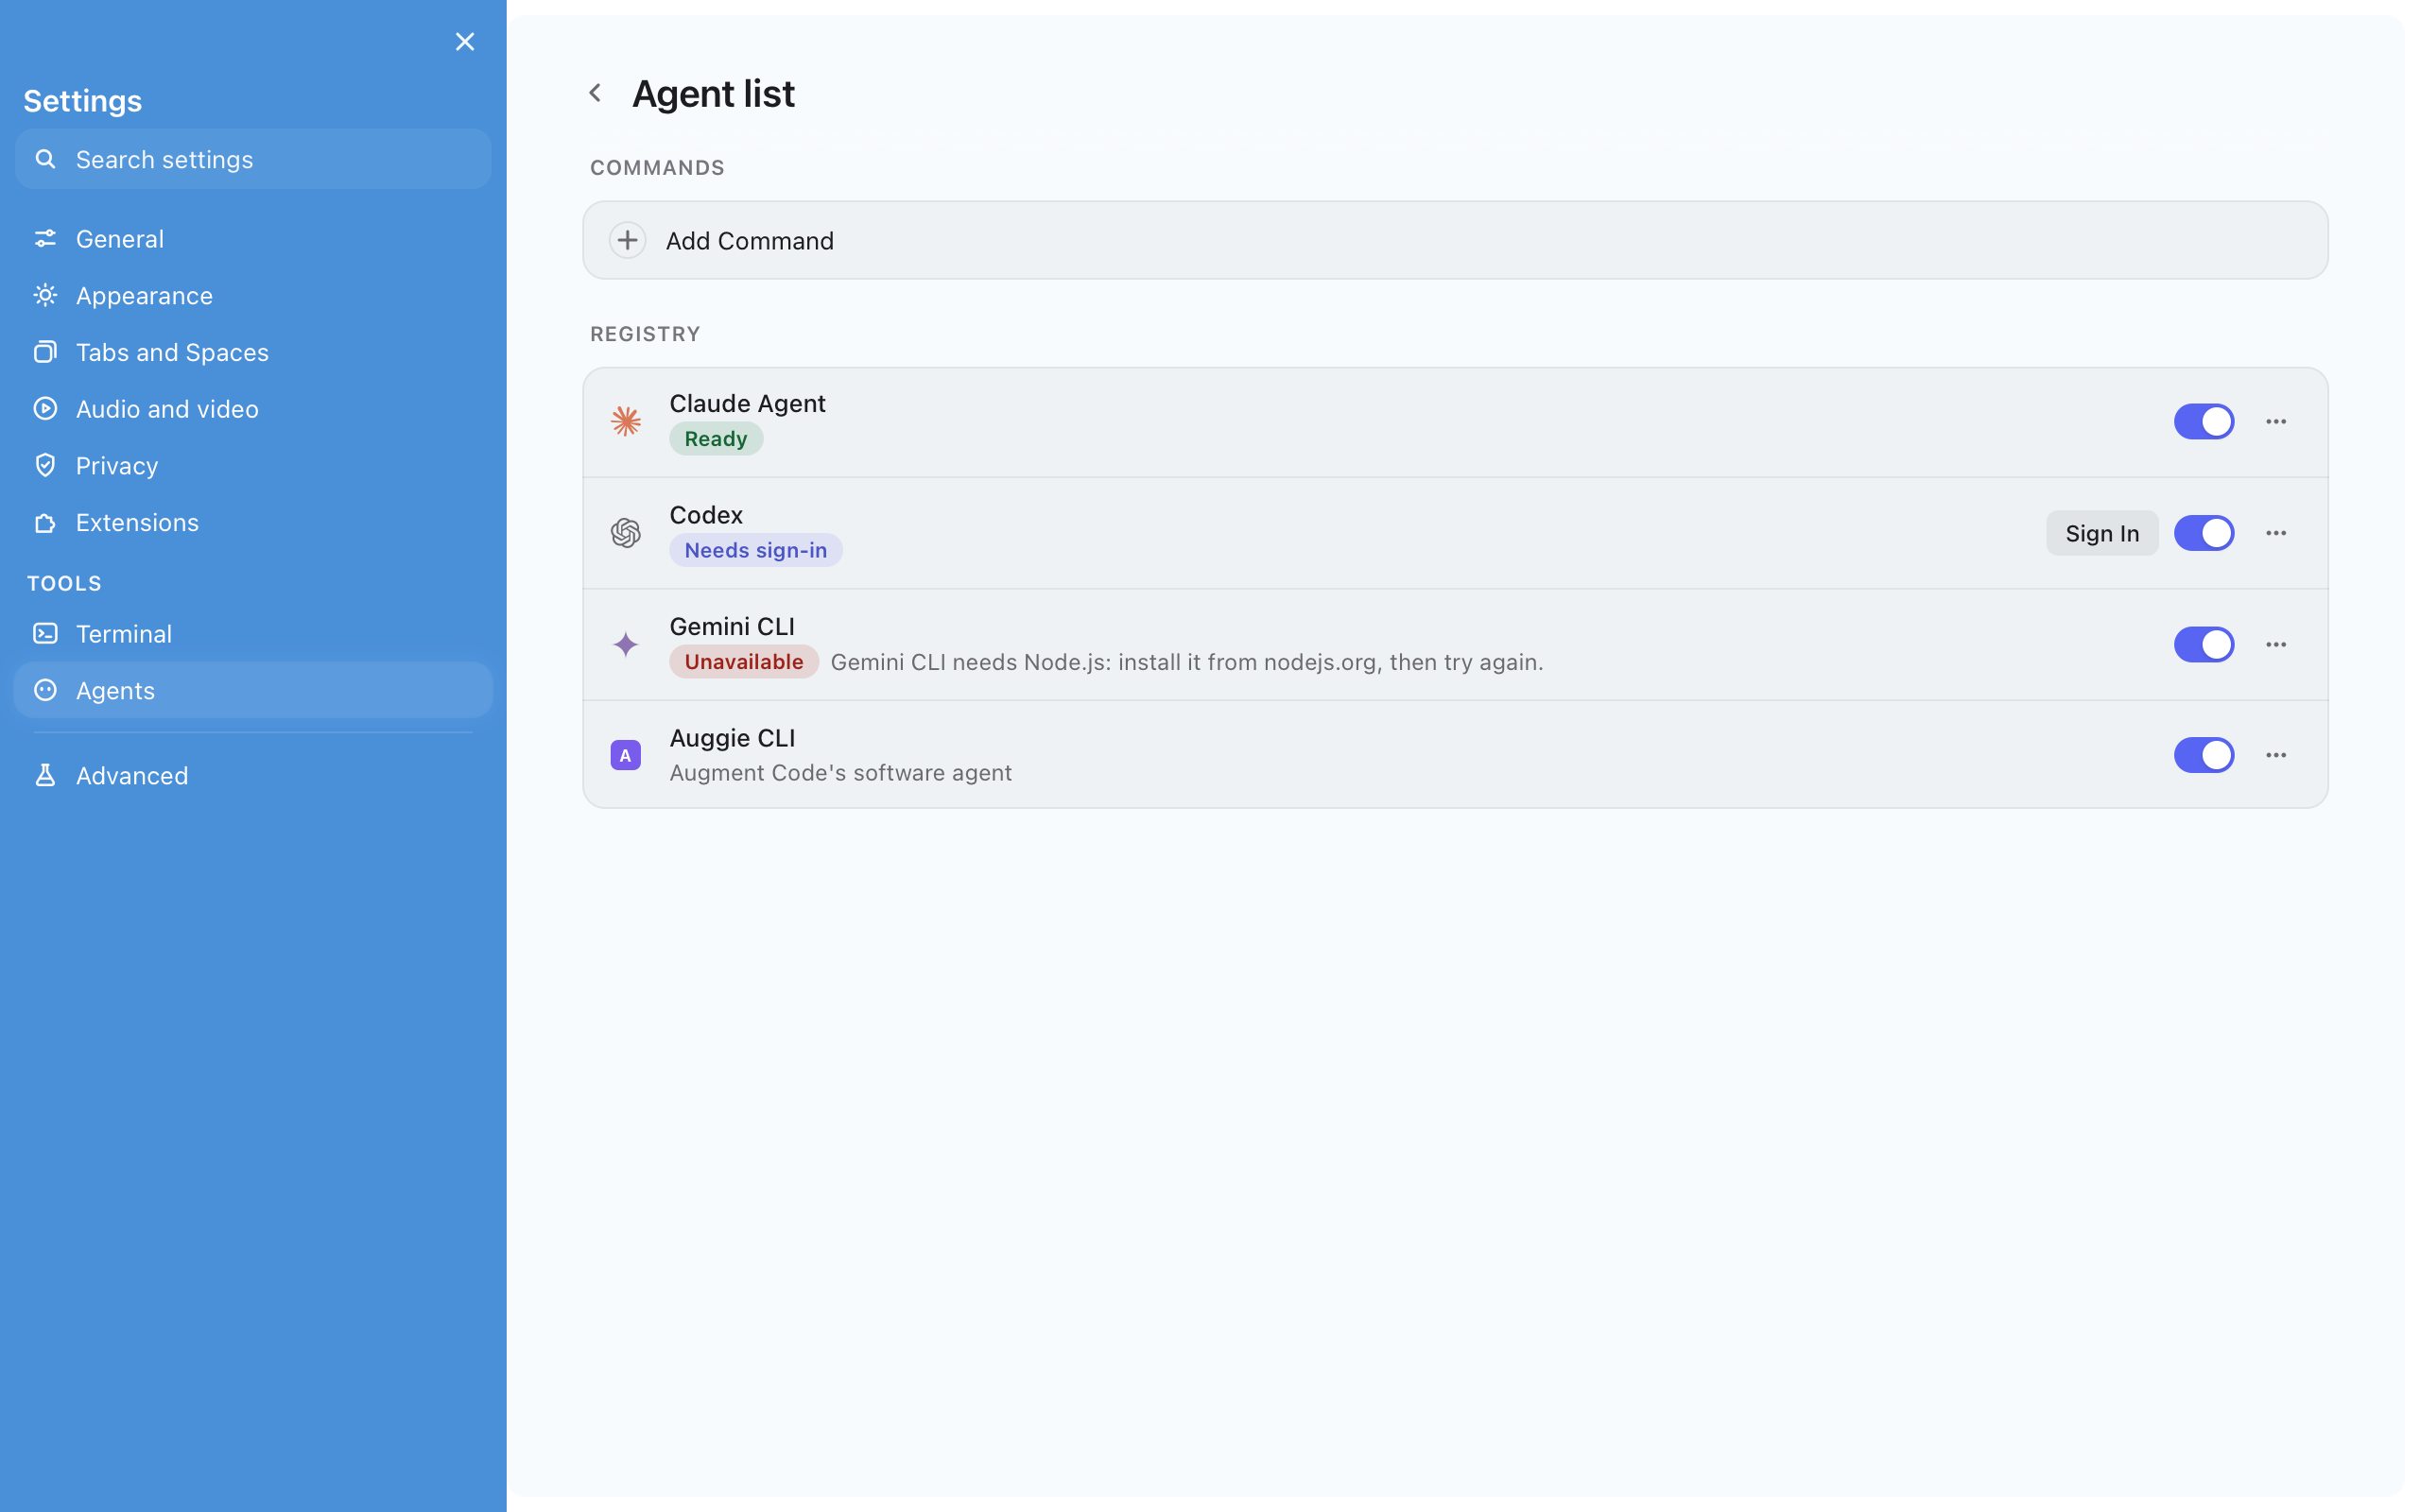 Settings
Search settings
General
Appearance
Tabs and Spaces
Audio and video
Privacy
Extensions
TOOLS
Terminal
Agents
Advanced
Agent list
COMMANDS
Add Command
REGISTRY
Claude Agent
Ready
Codex
Needs sign-in
Sign In
Gemini CLI
Unavailable Gemini CLI needs Node.js: install it from nodejs.org, then try again.
A
Auggie CLI
Augment Code's software agent